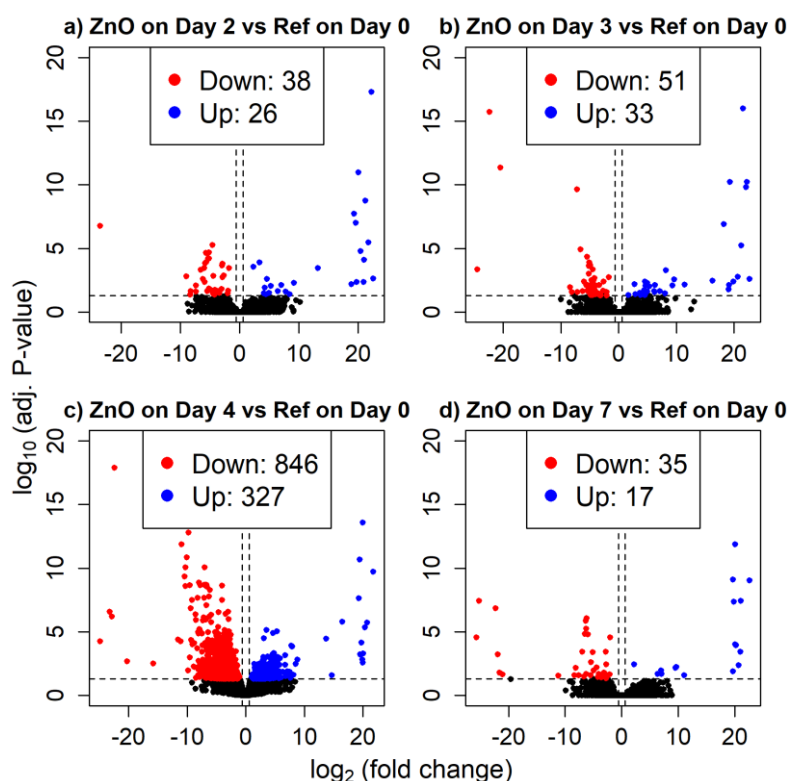 a) ZnO on Day 2 vs Ref on Day 0
20
15
10
5
0
Down: 38
Up: 26
-20 -10 0 10 20
b) ZnO on Day 3 vs Ref on Day 0
20
15
10
5
0
Down: 51
Up: 33
-20 -10 0 10 20
c) ZnO on Day 4 vs Ref on Day 0
20
15
10
5
0
Down: 846
Up: 327
-20 -10 0 10 20
d) ZnO on Day 7 vs Ref on Day 0
20
15
10
5
0
Down: 35
Up: 17
-20 -10 0 10 20
log₁₀ (adj. P-value)
log₂ (fold change)